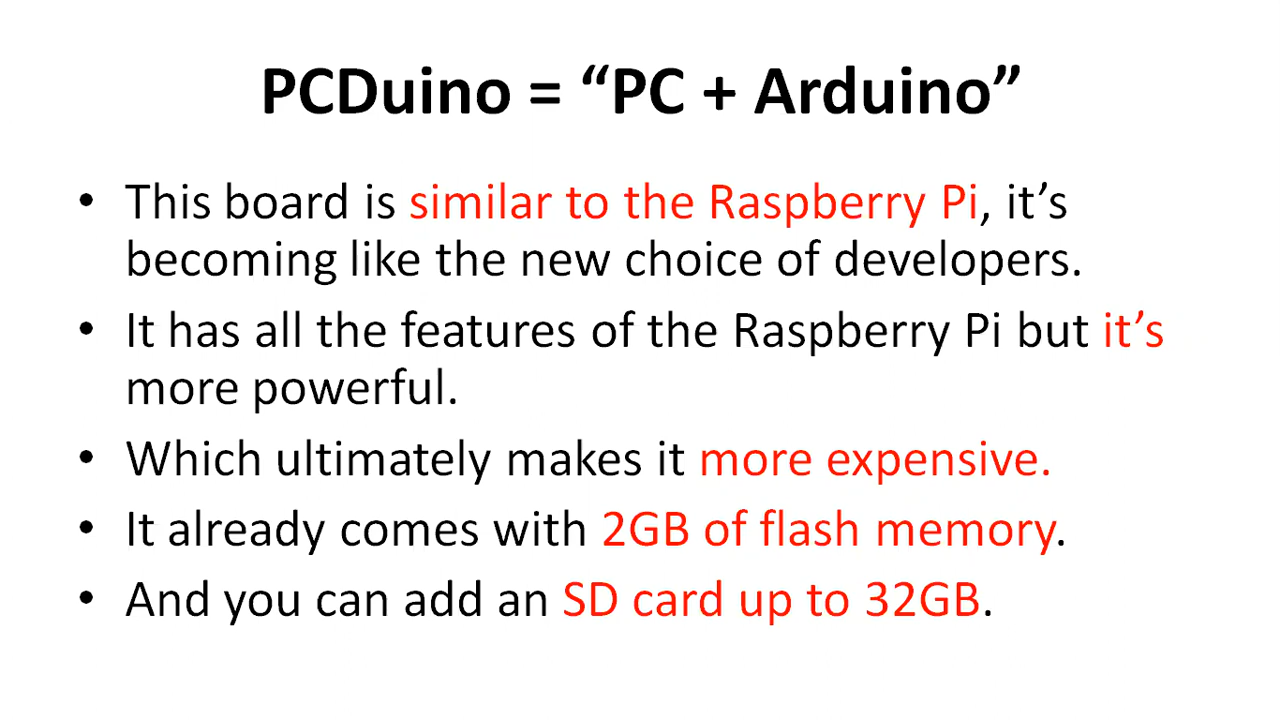 PCDuino = “PC + Arduino”
• This board is similar to the Raspberry Pi, it’s
becoming like the new choice of developers.
• It has all the features of the Raspberry Pi but it’s
more powerful.
• Which ultimately makes it more expensive.
• It already comes with 2GB of flash memory.
• And you can add an SD card up to 32GB.